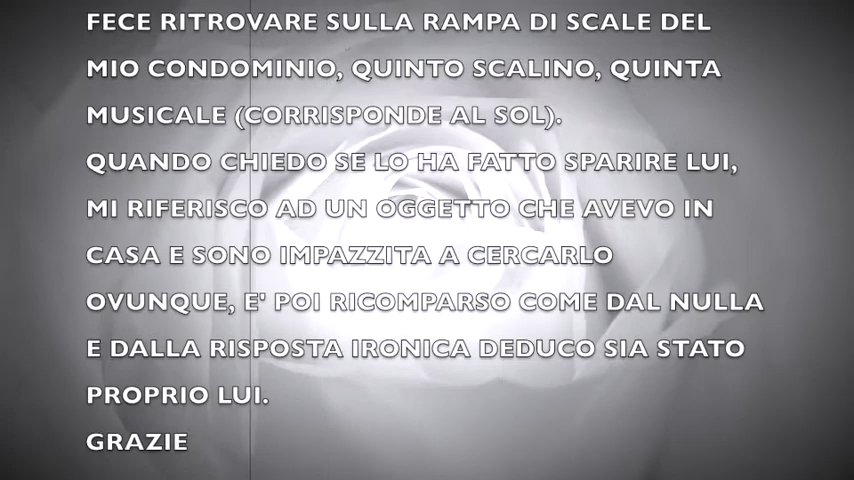 FECE RITROVARE SULLA RAMPA DI SCALE DEL
MIO CONDOMINIO, QUINTO SCALINO, QUINTA
MUSICALE (CORRISPONDE AL SOL).
QUANDO CHIEDO SE LO HA FATTO SPARIRE LUI,
MI RIFERISCO AD UN OGGETTO CHE AVEVO IN
CASA E SONO IMPAZZITA A CERCARLO
OVUNQUE, E' POI RICOMPARSO COME DAL NULLA
E DALLA RISPOSTA IRONICA DEDUCO SIA STATO
PROPRIO LUI.
GRAZIE